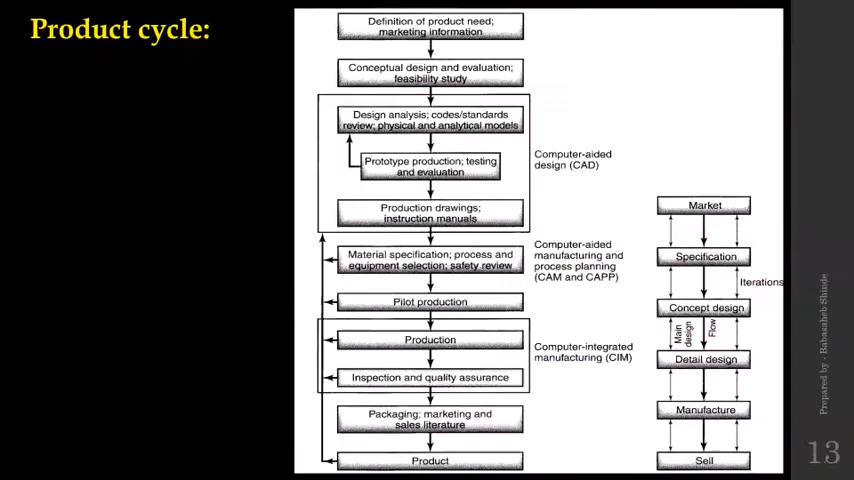 Product cycle:
Definition of product need;
marketing information
Conceptual design and evaluation;
feasibility study
Design analysis; codes/standards
review; physical and analytical models
Prototype production; testing
and evaluation
Computer-aided
design (CAD)
Production drawings;
instruction manuals
Material specification; process and
equipment selection; safety review
Computer-aided
manufacturing and
process planning
(CAM and CAPP)
Pilot production
Production
Inspection and quality assurance
Computer-integrated
manufacturing (CIM)
Packaging; marketing and
sales literature
Product
Market
Specification
Iterations
Concept design
Main
design
Flow
Detail design
Manufacture
Sell
Prepared by - Babasaheb Shinde
13